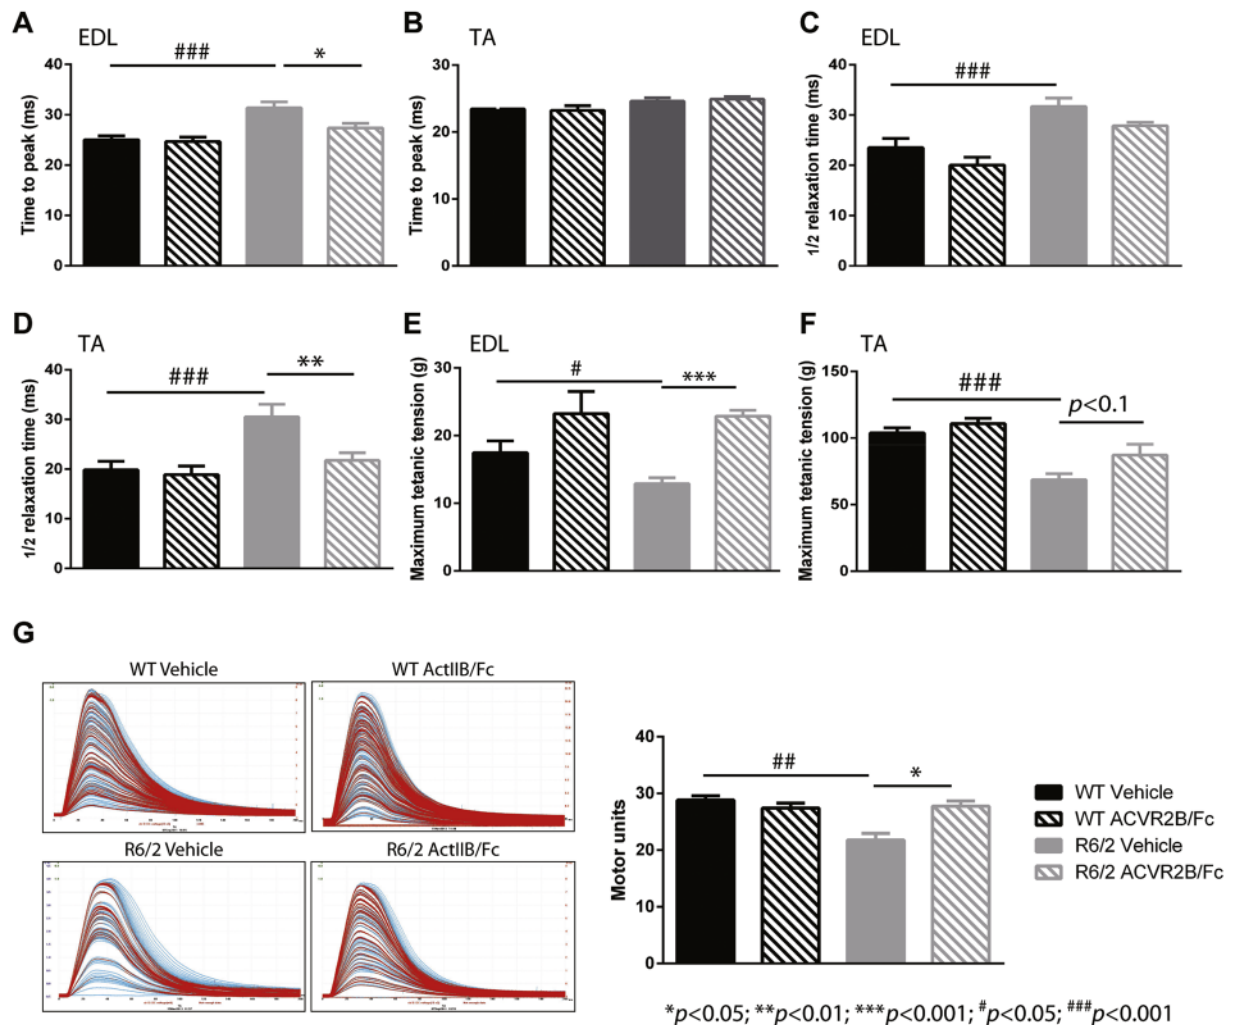 A
EDL
###
*
Time to peak (ms)
40
30
20
10
0
B
TA
Time to peak (ms)
30
20
10
0
C
EDL
###
1/2 relaxation time (ms)
40
30
20
10
0
D
TA
###
**
1/2 relaxation time (ms)
40
30
20
10
0
E
EDL
#
***
Maximum tetanic tension (g)
30
20
10
0
F
TA
###
p<0.1
Maximum tetanic tension (g)
150
100
50
0
G
WT Vehicle
WT ActIIB/Fc
R6/2 Vehicle
R6/2 ActIIB/Fc
##
*
Motor units
40
30
20
10
0
WT Vehicle
WT ACVR2B/Fc
R6/2 Vehicle
R6/2 ACVR2B/Fc
*p<0.05; **p<0.01; ***p<0.001; #p<0.05; ###p<0.001